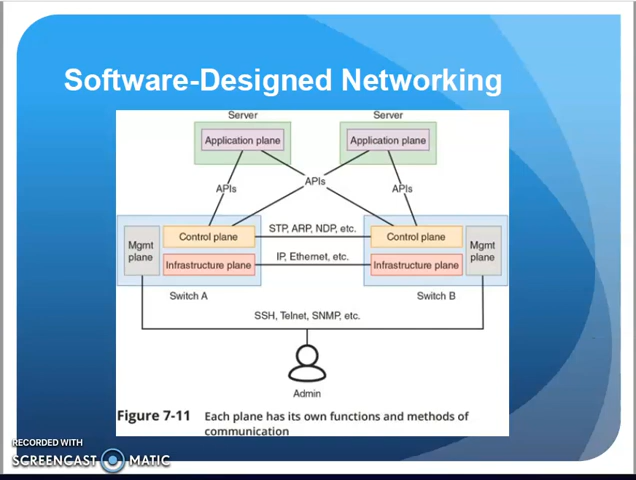 Software-Designed Networking
Server Server
Application plane Application plane
APIs
APIs APIs
STP, ARP, NDP, etc.
Control plane Control plane
Mgmt plane Mgmt plane
IP, Ethernet, etc.
Infrastructure plane Infrastructure plane
Switch A Switch B
SSH, Telnet, SNMP, etc.
Admin
Figure 7-11 Each plane has its own functions and methods of
communication
RECORDED WITH
SCREENCAST MATIC